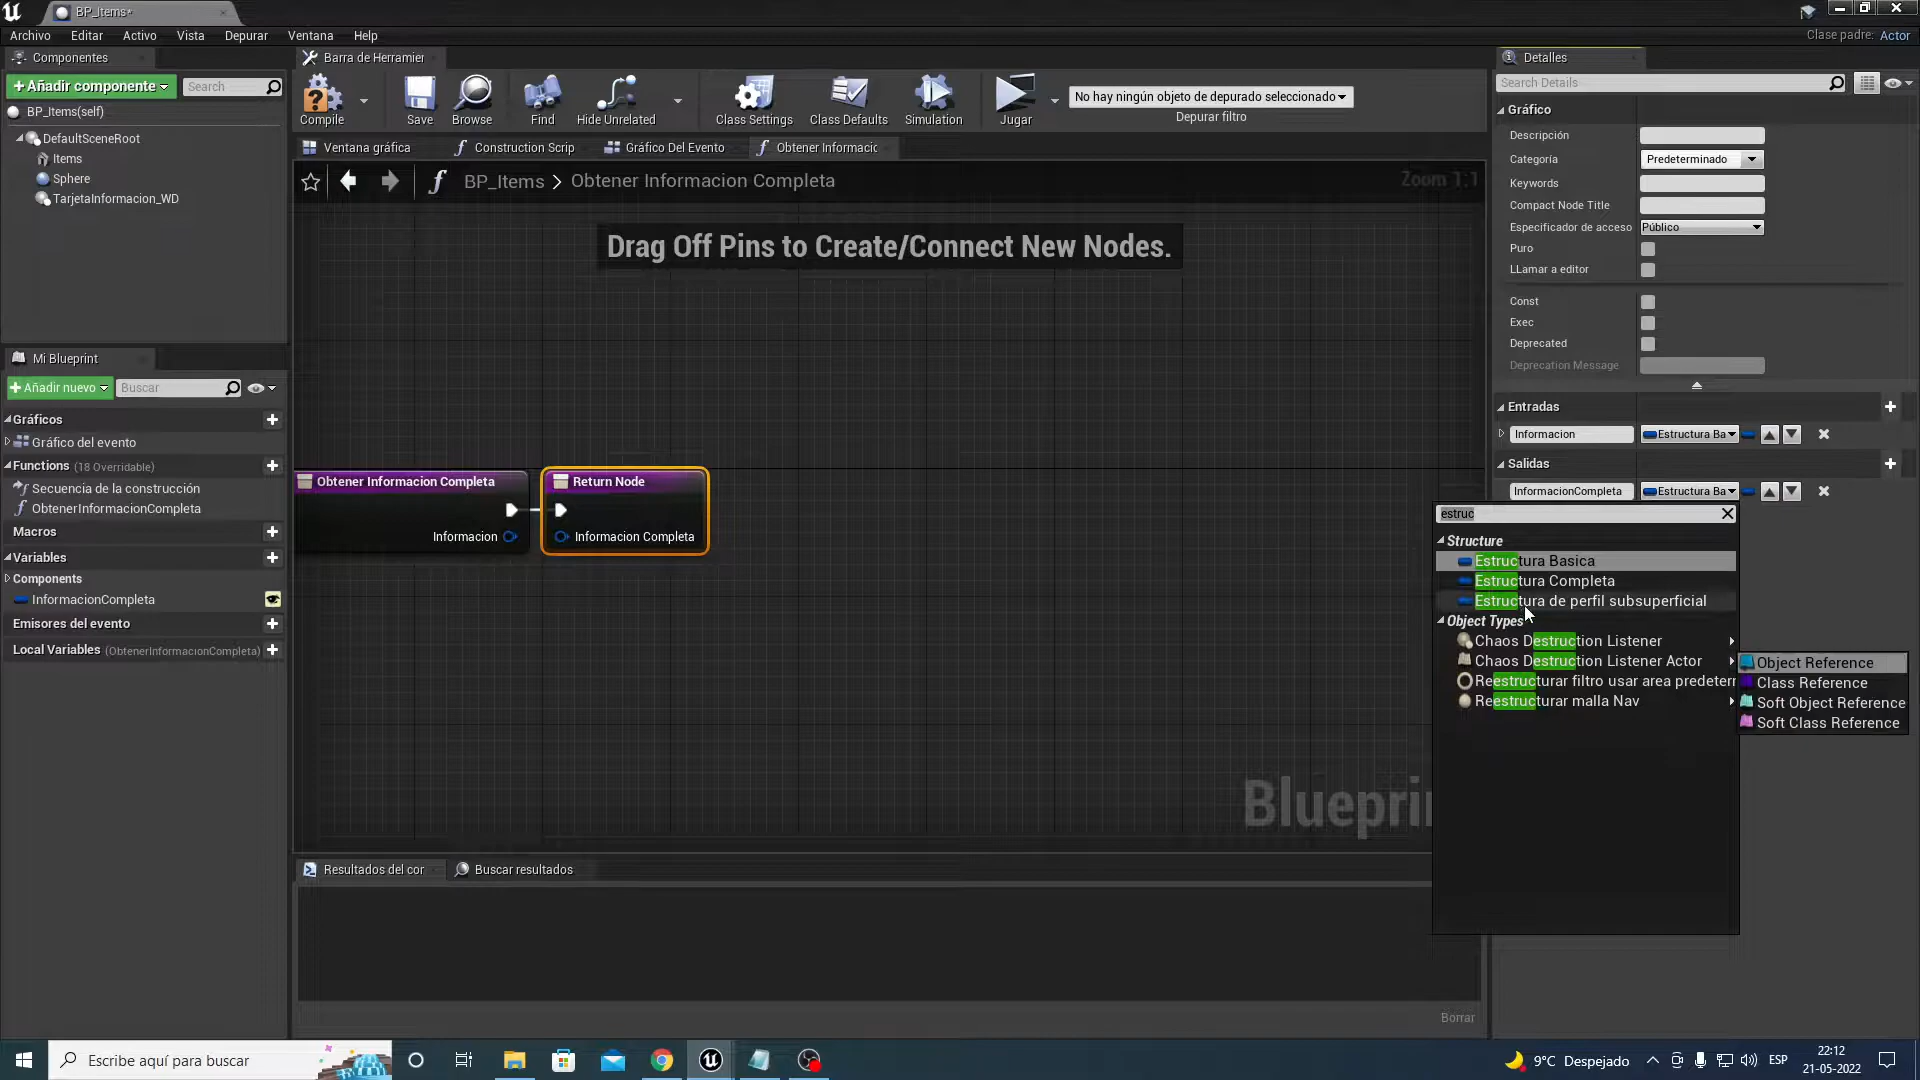 BP_Items*
Archivo Editar Activo Vista Depurar Ventana Help
Clase padre: Actor
Componentes
Barra de Herramier
Detalles
+Añadir componente
Search
Search Details
BP_Items(self)
DefaultSceneRoot
Items
Sphere
TarjetaInformacion_WD
Compile
Save
Browse
Find
Hide Unrelated
Class Settings
Class Defaults
Simulation
Jugar
No hay ningún objeto de depurado seleccionado
Depurar filtro
Ventana gráfica
Construction Scrip
Gráfico Del Evento
Obtener Informacic
BP_Items > Obtener Informacion Completa
Zoom 1:1
Drag Off Pins to Create/Connect New Nodes.
Gráfico
Descripción
Categoría
Predeterminado
Keywords
Compact Node Title
Especificador de acceso
Público
Puro
LLamar a editor
Const
Exec
Deprecated
Deprecation Message
Entradas
Informacion
Estructura Ba
Salidas
InformacionCompleta
Estructura Ba
Mi Blueprint
+Añadir nuevo
Buscar
Gráficos
Gráfico del evento
Functions (18 Overridable)
Secuencia de la construcción
ObtenerInformacionCompleta
Macros
Variables
Components
InformacionCompleta
Emisores del evento
Local Variables (ObtenerInformacionCompleta)
Obtener Informacion Completa
Informacion
Return Node
Informacion Completa
estruc
Structure
Estructura Basica
Estructura Completa
Estructura de perfil subsuperficial
Object Types
Chaos Destruction Listener
Chaos Destruction Listener Actor
Reestructurar filtro usar area predeterr
Reestructurar malla Nav
Object Reference
Class Reference
Soft Object Reference
Soft Class Reference
Blueprin
Resultados del cor
Buscar resultados
Borrar
Escribe aquí para buscar
9°C Despejado
ESP
22:12
21-05-2022